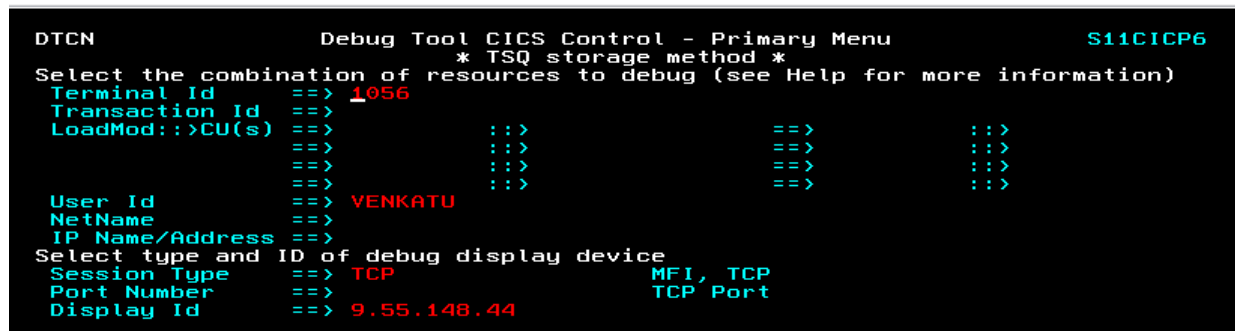 DTCN Debug Tool CICS Control - Primary Menu S11CICP6
* TSQ storage method *
Select the combination of resources to debug (see Help for more information)
Terminal Id ==> 1056
Transaction Id ==>
LoadMod::>CU(s) ==> ::> ==> ::>
==> ::> ==> ::>
==> ::> ==> ::>
==> ::> ==> ::>
User Id ==> VENKATU
NetName ==>
IP Name/Address ==>
Select type and ID of debug display device
Session Type ==> TCP MFI, TCP
Port Number ==> TCP Port
Display Id ==> 9.55.148.44